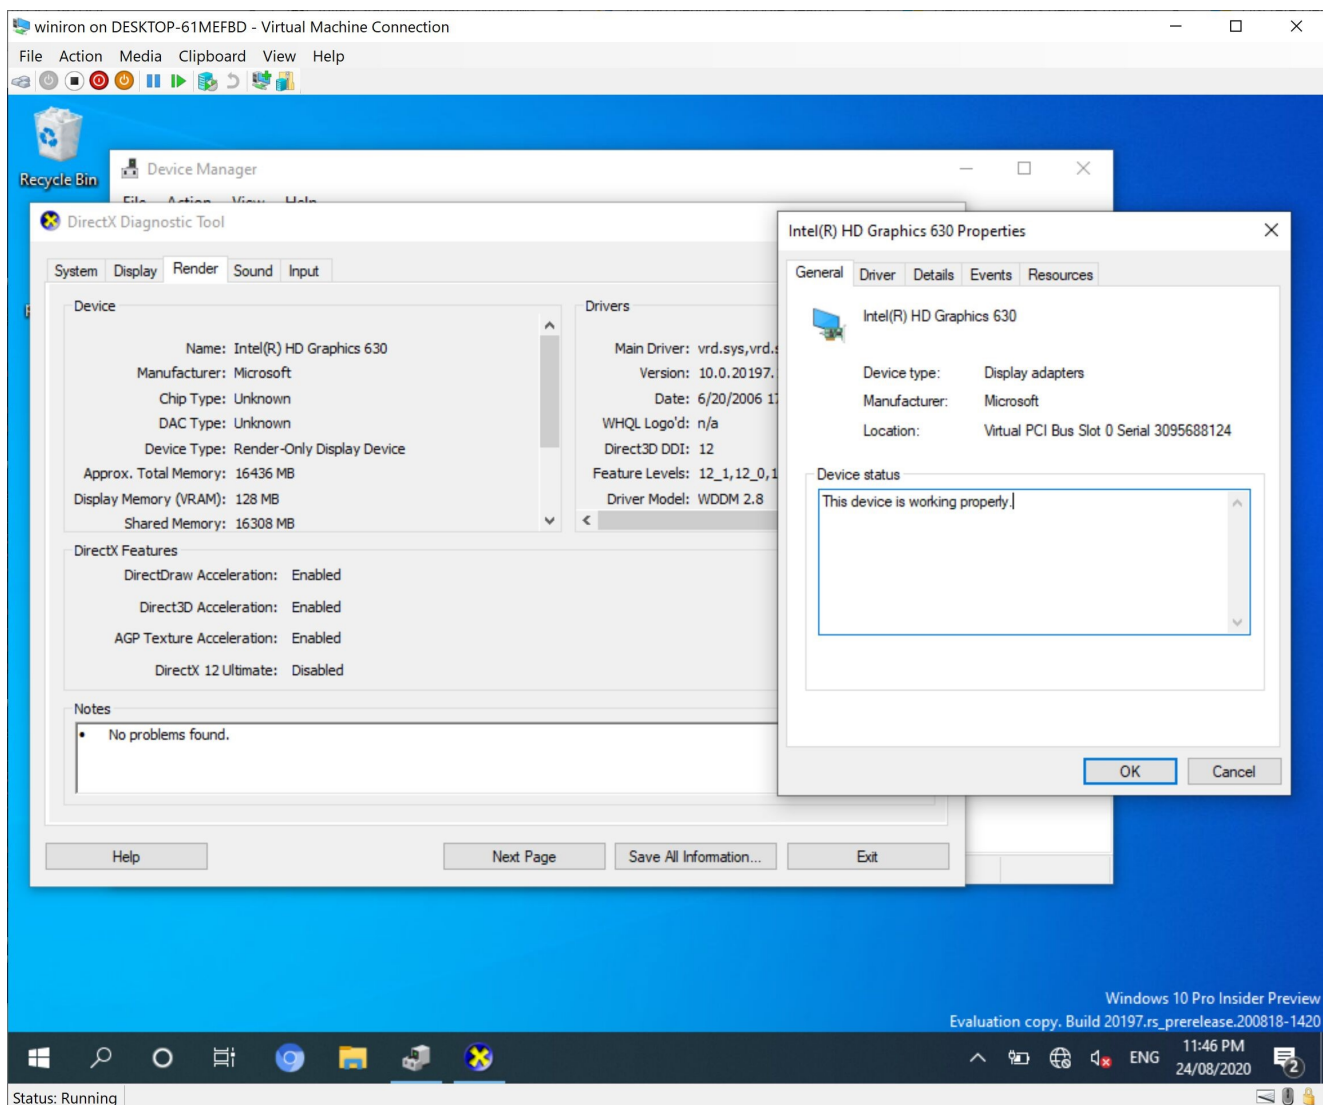 winiron on DESKTOP-61MEFBD - Virtual Machine Connection
File Action Media Clipboard View Help
Recycle Bin
Device Manager
File Action View Help
DirectX Diagnostic Tool
System Display Render Sound Input
Device
Name: Intel(R) HD Graphics 630
Manufacturer: Microsoft
Chip Type: Unknown
DAC Type: Unknown
Device Type: Render-Only Display Device
Approx. Total Memory: 16436 MB
Display Memory (VRAM): 128 MB
Shared Memory: 16308 MB
Drivers
Main Driver: vrd.sys,vrd.s
Version: 10.0.20197.
Date: 6/20/2006 17
WHQL Logo'd: n/a
Direct3D DDI: 12
Feature Levels: 12_1,12_0,1
Driver Model: WDDM 2.8
DirectX Features
DirectDraw Acceleration: Enabled
Direct3D Acceleration: Enabled
AGP Texture Acceleration: Enabled
DirectX 12 Ultimate: Disabled
Notes
• No problems found.
Help Next Page Save All Information... Exit
Intel(R) HD Graphics 630 Properties
General Driver Details Events Resources
Intel(R) HD Graphics 630
Device type: Display adapters
Manufacturer: Microsoft
Location: Virtual PCI Bus Slot 0 Serial 3095688124
Device status
This device is working properly.
OK Cancel
Windows 10 Pro Insider Preview
Evaluation copy. Build 20197.rs_prerelease.200818-1420
ENG
11:46 PM
24/08/2020
2
Status: Running